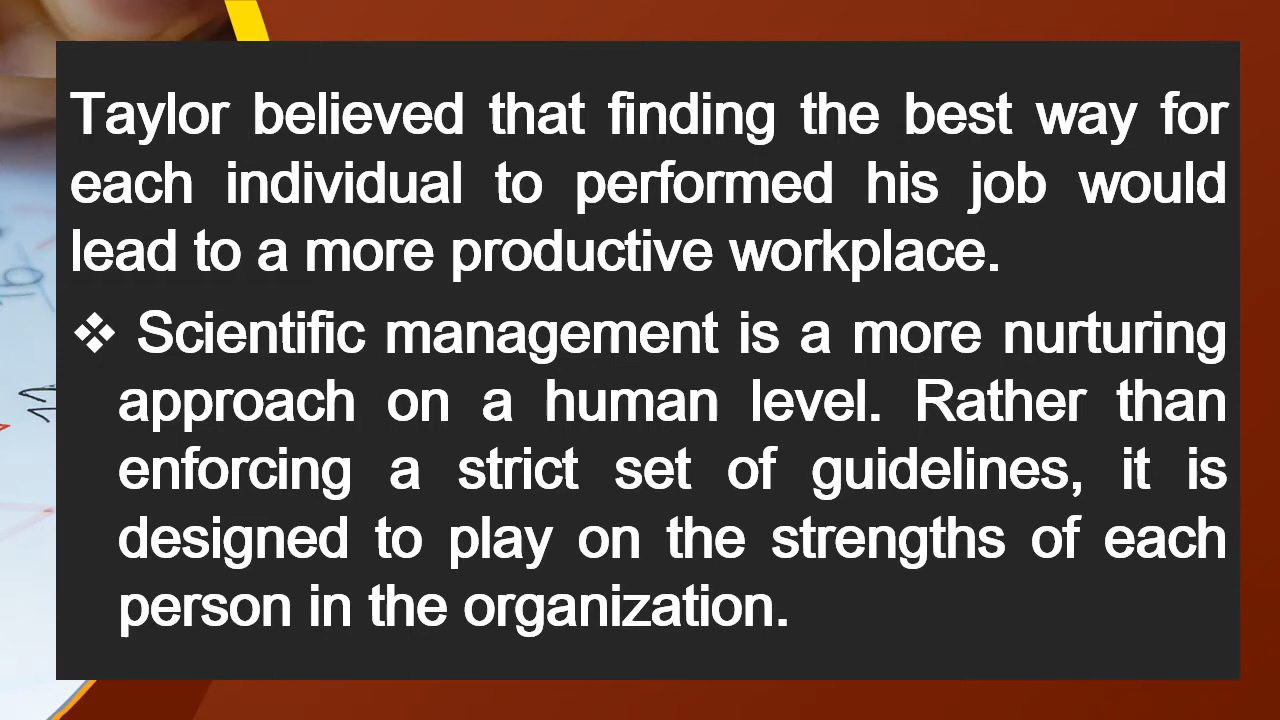 Taylor believed that finding the best way for
each individual to performed his job would
lead to a more productive workplace.
❖ Scientific management is a more nurturing
approach on a human level. Rather than
enforcing a strict set of guidelines, it is
designed to play on the strengths of each
person in the organization.